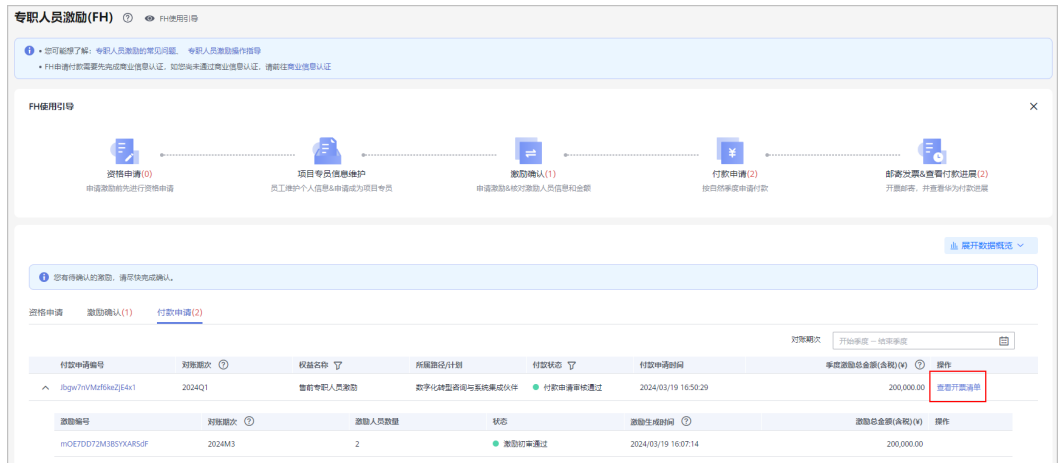 专职人员激励(FH) FH使用引导
• 您可能想了解：专职人员激励的常见问题、 专职人员激励操作指导
• FH申请付款需要先完成商业信息认证，如您尚未通过商业信息认证，请前往商业信息认证
FH使用引导
资格申请(0) 项目专员信息维护 激励确认(1) 付款申请(2) 邮寄发票&查看付款进展(2)
申请激励前先进行资格申请 员工维护个人信息&申请成为项目专员 申请激励&核对激励人员信息和金额 按自然季度申请付款 开票邮寄，并查看华为付款进展
展开数据概览
您有待确认的激励，请尽快完成确认。
资格申请 激励确认(1) 付款申请(2)
对账期次 开始季度 – 结束季度
付款申请编号 对账期次 权益名称 所属路径/计划 付款状态 付款申请时间 季度激励总金额(含税)(¥) 操作
Jbgw7nVMzf6keZJE4x1 2024Q1 售前专职人员激励 数字化转型咨询与系统集成伙伴 付款申请审核通过 2024/03/19 16:50:29 200,000.00 查看开票清单
激励编号 对账期次 激励人员数量 状态 激励生成时间 激励总金额(含税)(¥) 操作
mOE7DD72M3BSYXARSdF 2024M3 2 激励初审通过 2024/03/19 16:07:14 200,000.00